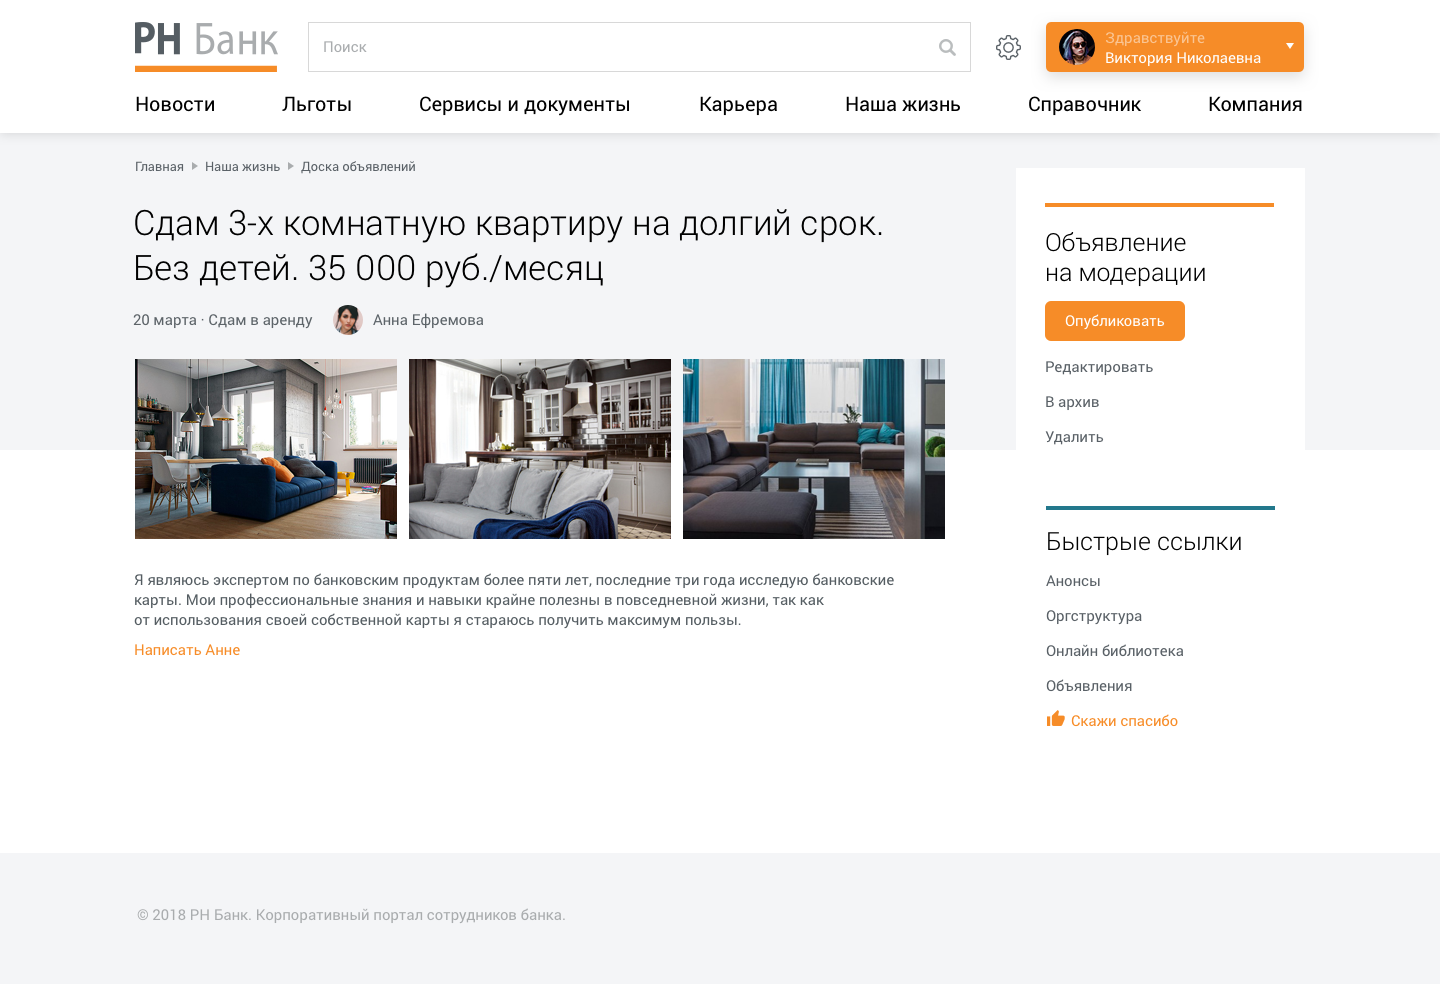 РН Банк
Поиск
Здравствуйте
Виктория Николаевна
Новости
Льготы
Сервисы и документы
Карьера
Наша жизнь
Справочник
Компания
Главная
Наша жизнь
Доска объявлений
Сдам 3-х комнатную квартиру на долгий срок.
Без детей. 35 000 руб./месяц
20 марта · Сдам в аренду
Анна Ефремова
Я являюсь экспертом по банковским продуктам более пяти лет, последние три года исследую банковские
карты. Мои профессиональные знания и навыки крайне полезны в повседневной жизни, так как
от использования своей собственной карты я стараюсь получить максимум пользы.
Написать Анне
Объявление
на модерации
Опубликовать
Редактировать
В архив
Удалить
Быстрые ссылки
Анонсы
Оргструктура
Онлайн библиотека
Объявления
Скажи спасибо
© 2018 РН Банк. Корпоративный портал сотрудников банка.